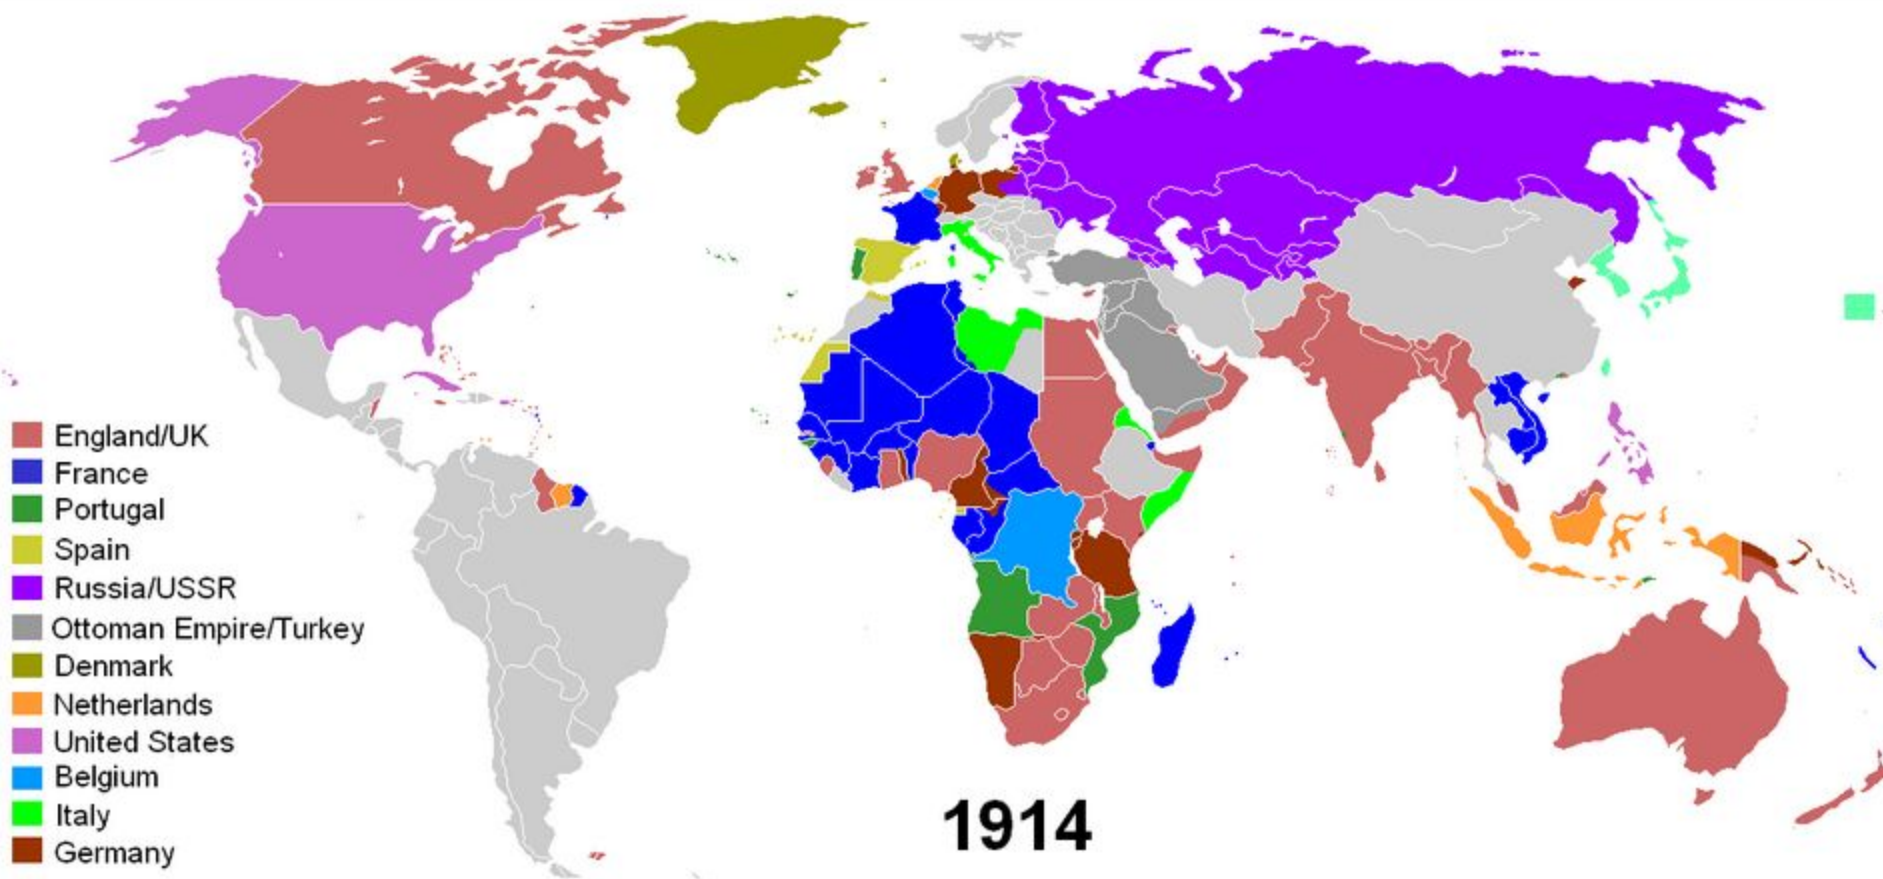 England/UK
France
Portugal
Spain
Russia/USSR
Ottoman Empire/Turkey
Denmark
Netherlands
United States
Belgium
Italy
Germany
1914